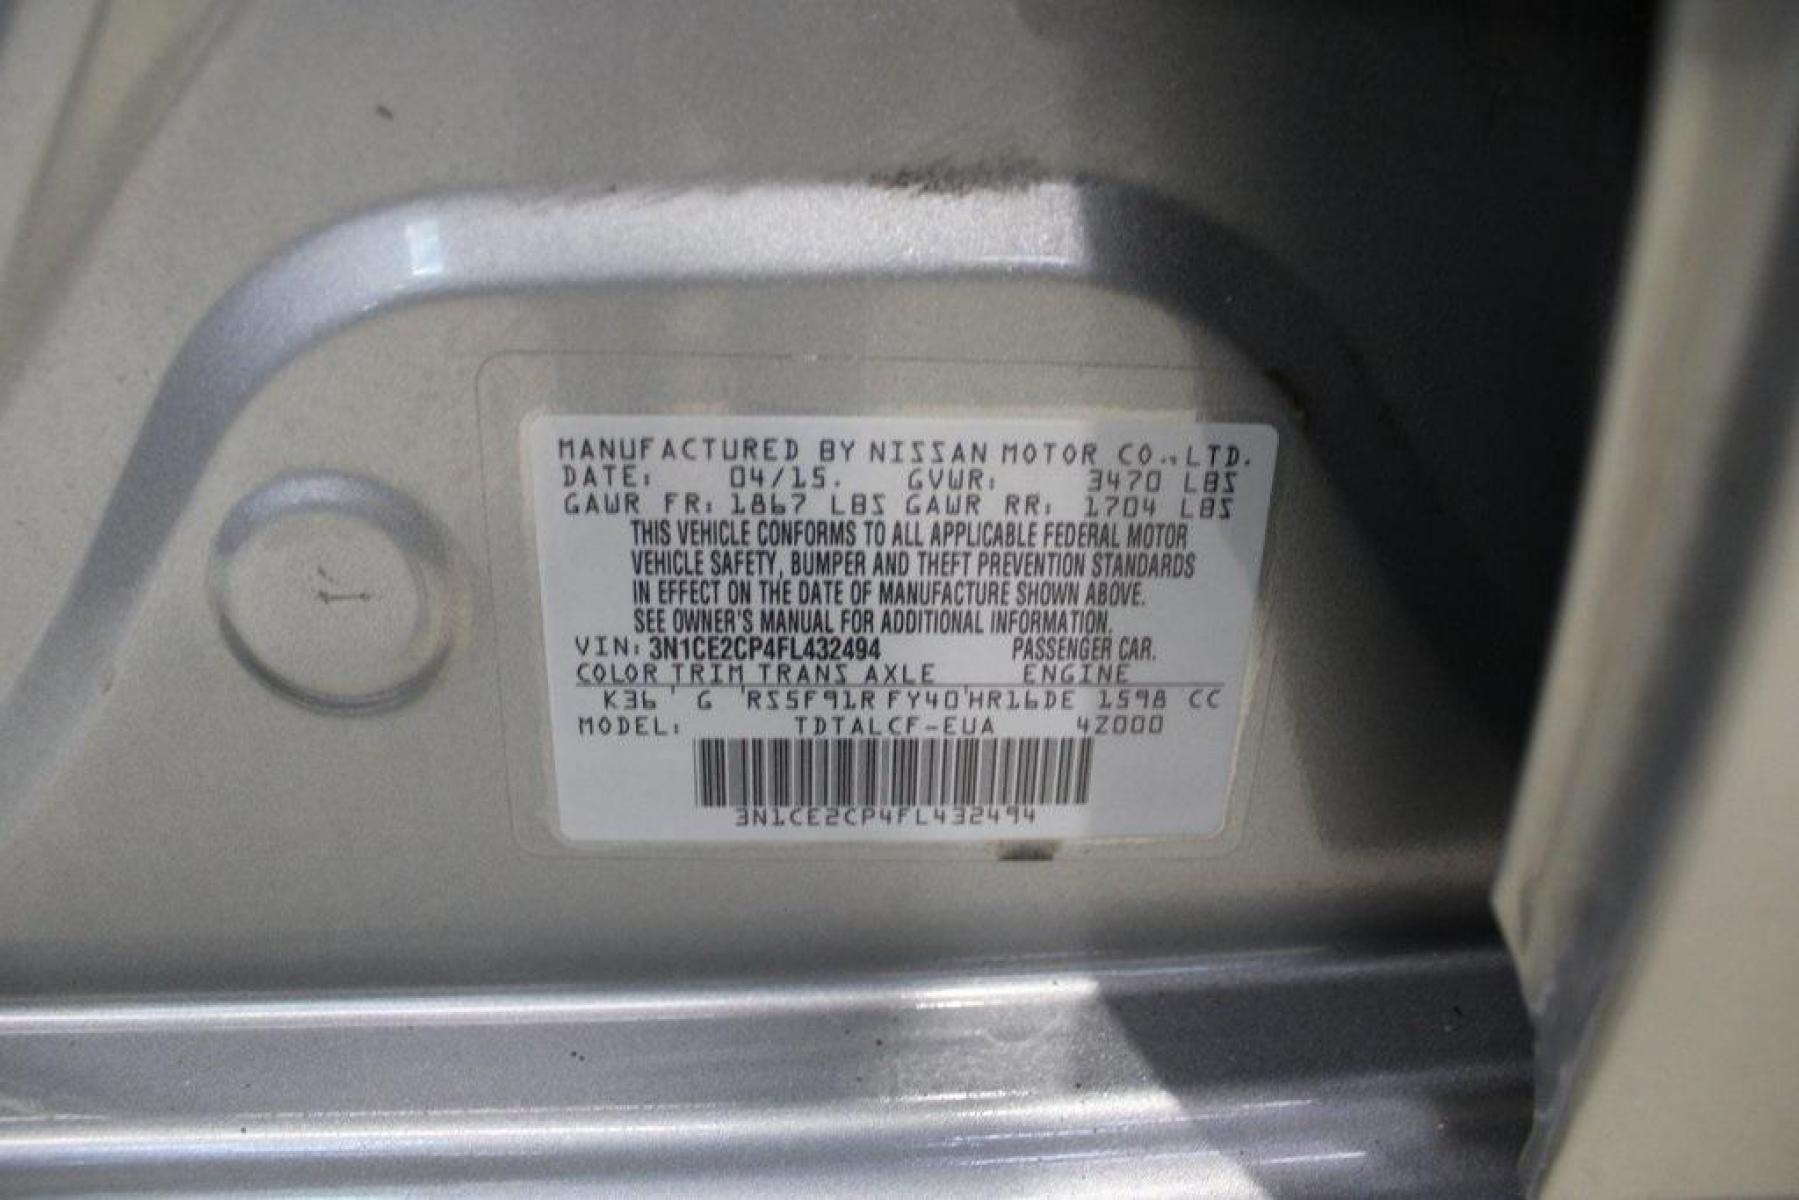 MANUFACTURED BY NISSAN MOTOR CO., LTD.
DATE: 04/15. GVWR: 3470 LBS
GAWR FR: 1867 LBS GAWR RR: 1704 LBS
THIS VEHICLE CONFORMS TO ALL APPLICABLE FEDERAL MOTOR
VEHICLE SAFETY, BUMPER AND THEFT PREVENTION STANDARDS
IN EFFECT ON THE DATE OF MANUFACTURE SHOWN ABOVE.
SEE OWNER'S MANUAL FOR ADDITIONAL INFORMATION.
VIN: 3N1CE2CP4FL432494 PASSENGER CAR.
COLOR TRIM TRANS AXLE ENGINE
K36 ' G 'RS5F91R FY40'HR16DE 1598 CC
MODEL: TDTALCF-EUA 4Z000
3N1CE2CP4FL432494